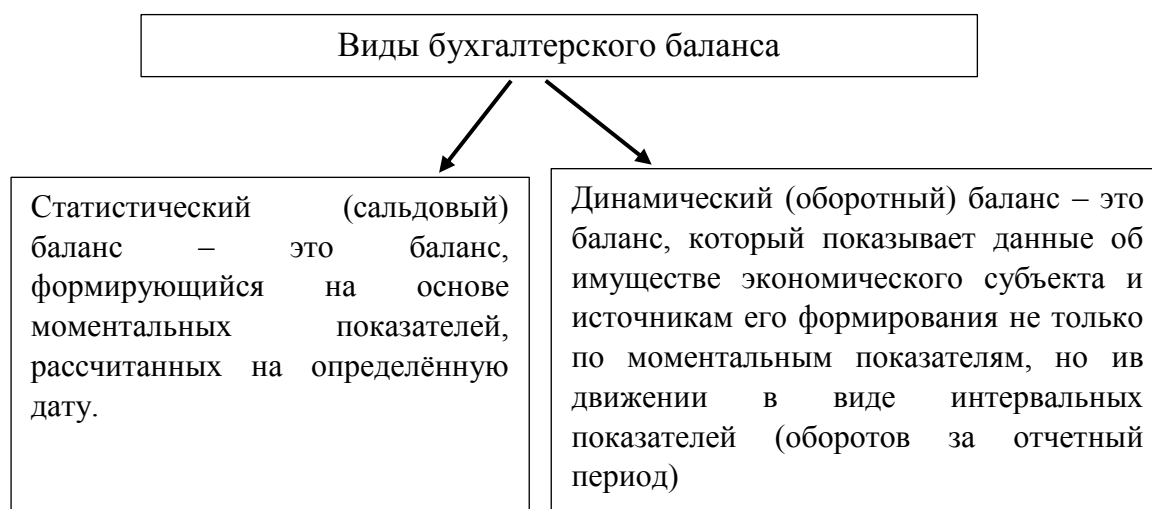 Виды бухгалтерского баланса
Статистический (сальдовый)
баланс – это баланс,
формирующийся на основе
моментальных показателей,
рассчитанных на определённую
дату.
Динамический (оборотный) баланс – это
баланс, который показывает данные об
имуществе экономического субъекта и
источникам его формирования не только
по моментальным показателям, но ив
движении в виде интервальных
показателей (оборотов за отчетный
период)